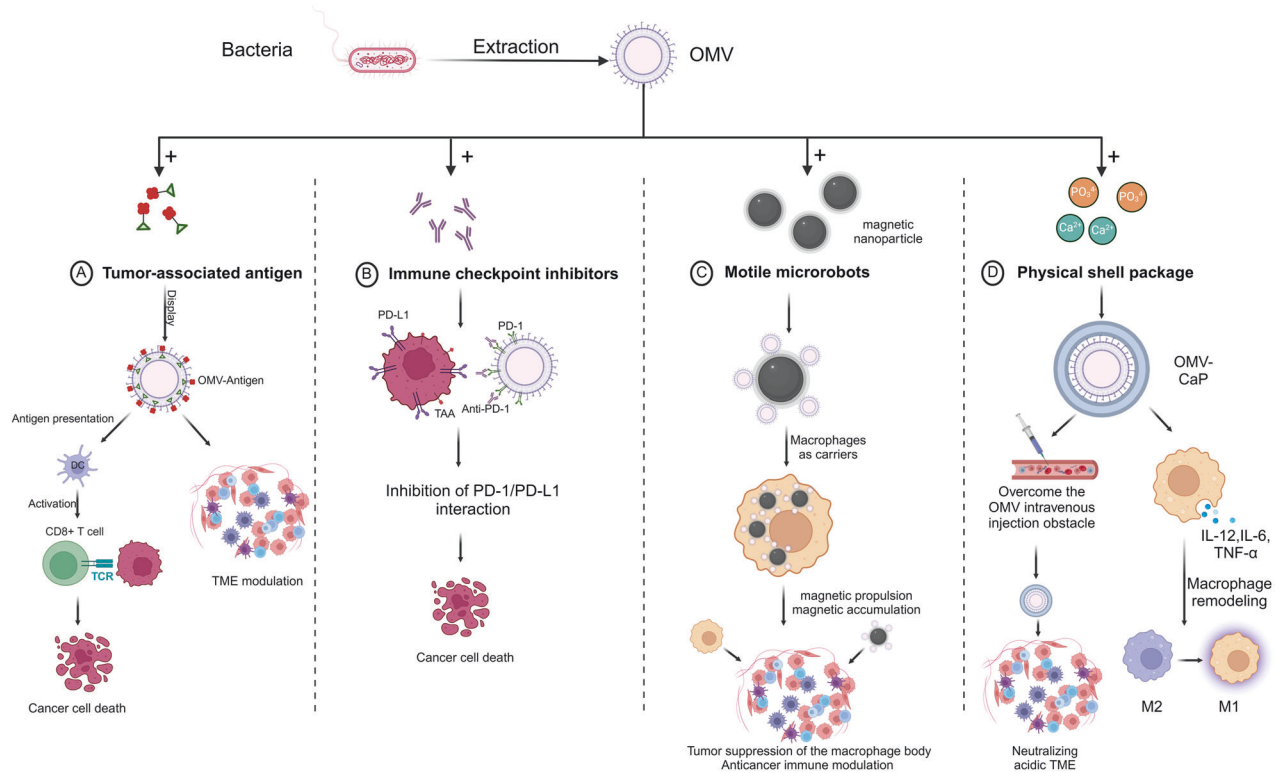 Bacteria
Extraction
OMV
+
+
+
+
magnetic
nanoparticle
PO₃⁴⁻
PO₃⁴⁻
Ca²⁺
Ca²⁺
A Tumor-associated antigen
Display
OMV-Antigen
Antigen presentation
DC
Activation
CD8+ T cell
TCR
TME modulation
Cancer cell death
B Immune checkpoint inhibitors
PD-L1
PD-1
TAA
Anti-PD-1
Inhibition of PD-1/PD-L1
interaction
Cancer cell death
C Motile microrobots
Macrophages
as carriers
magnetic propulsion
magnetic accumulation
Tumor suppression of the macrophage body
Anticancer immune modulation
D Physical shell package
OMV-
CaP
Overcome the
OMV intravenous
injection obstacle
IL-12,IL-6,
TNF-α
Macrophage
remodeling
M2
M1
Neutralizing
acidic TME